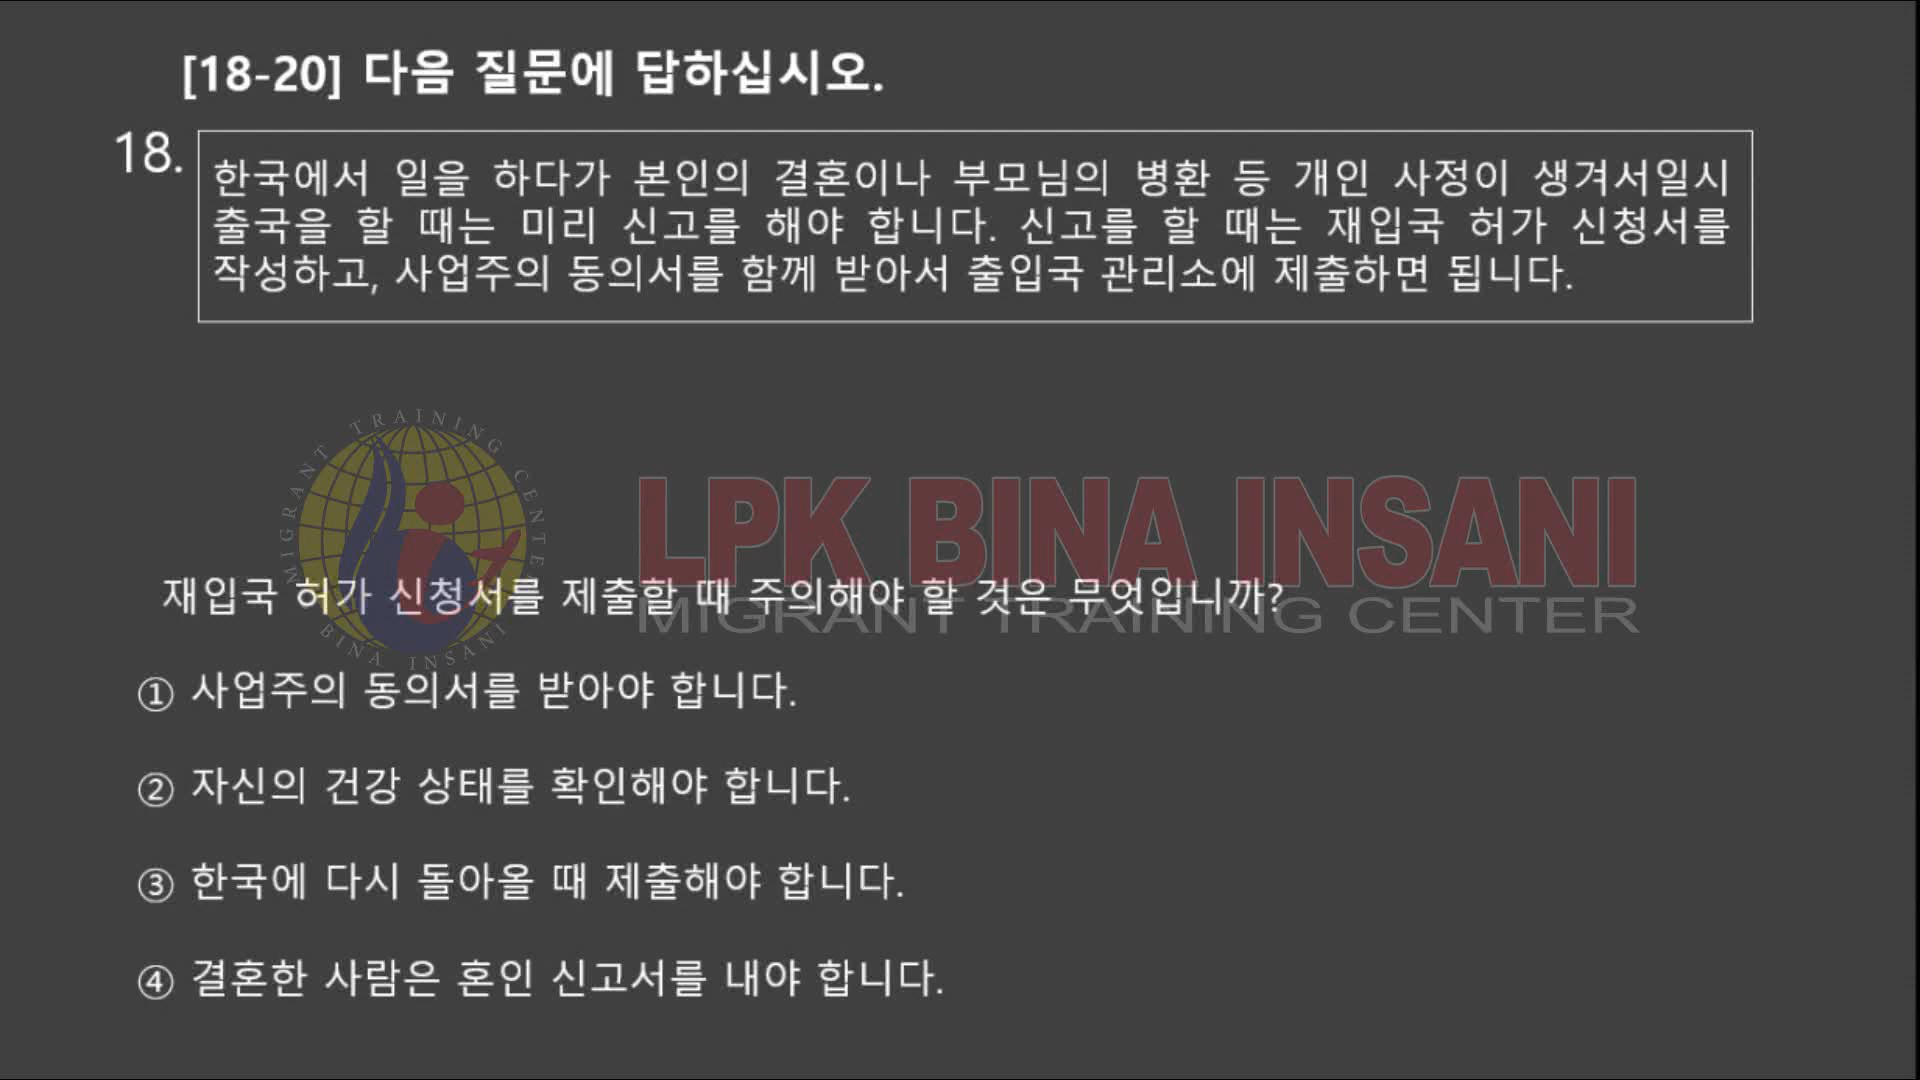 [18-20] 다음 질문에 답하십시오.
18.
한국에서 일을 하다가 본인의 결혼이나 부모님의 병환 등 개인 사정이 생겨서일시
출국을 할 때는 미리 신고를 해야 합니다. 신고를 할 때는 재입국 허가 신청서를
작성하고, 사업주의 동의서를 함께 받아서 출입국 관리소에 제출하면 됩니다.
MIGRANT TRAINING CENTER
BINA INSANI
LPK BINA INSANI
MIGRANT TRAINING CENTER
재입국 허가 신청서를 제출할 때 주의해야 할 것은 무엇입니까?
① 사업주의 동의서를 받아야 합니다.
② 자신의 건강 상태를 확인해야 합니다.
③ 한국에 다시 돌아올 때 제출해야 합니다.
④ 결혼한 사람은 혼인 신고서를 내야 합니다.